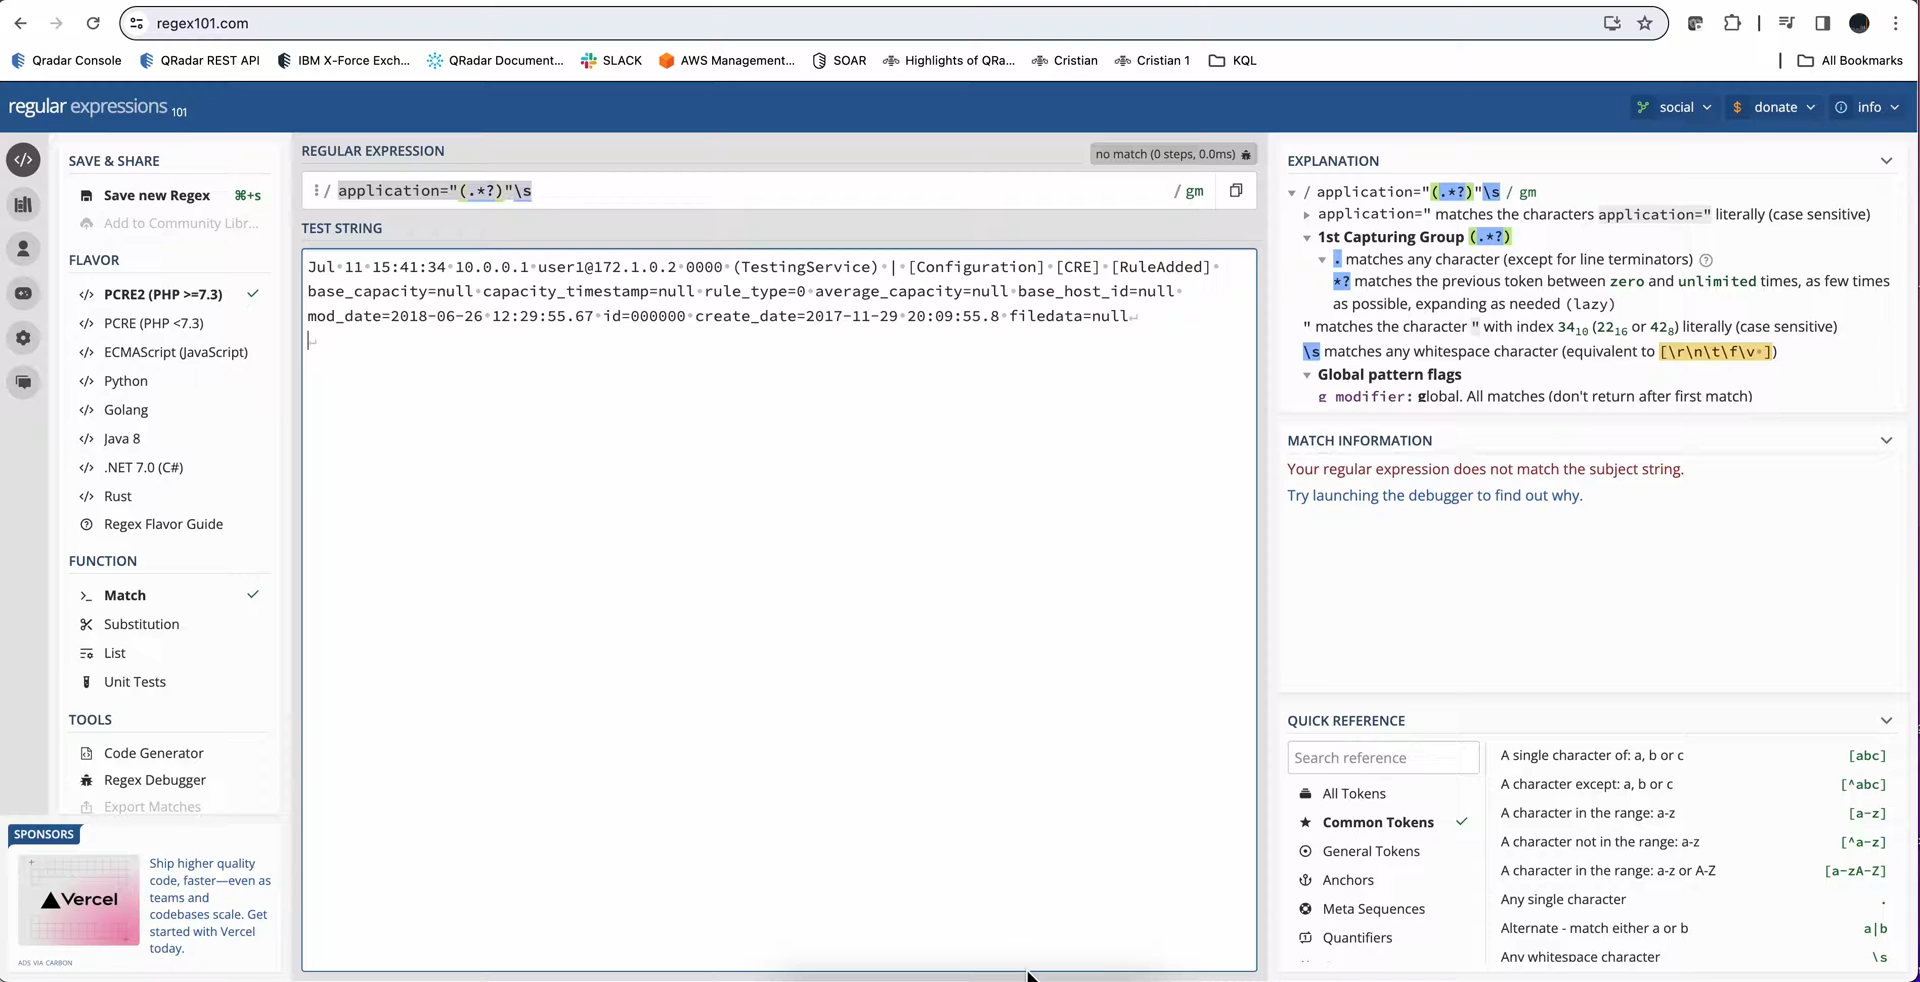 regex101.com
Qradar Console
QRadar REST API
IBM X-Force Exch...
QRadar Document...
SLACK
AWS Management...
SOAR
Highlights of QRa...
Cristian
Cristian 1
KQL
All Bookmarks
regular expressions 101
social
$ donate
info
SAVE & SHARE
Save new Regex ⌘+s
Add to Community Libr...
FLAVOR
</> PCRE2 (PHP >=7.3)
</> PCRE (PHP <7.3)
</> ECMAScript (JavaScript)
</> Python
</> Golang
</> Java 8
</> .NET 7.0 (C#)
</> Rust
Regex Flavor Guide
FUNCTION
Match
Substitution
List
Unit Tests
TOOLS
Code Generator
Regex Debugger
Export Matches
SPONSORS
Vercel
Ship higher quality
code, faster—even as
teams and
codebases scale. Get
started with Vercel
today.
ADS VIA CARBON
REGULAR EXPRESSION
no match (0 steps, 0.0ms)
/ application="(.*?)"\s / gm
TEST STRING
Jul·11·15:41:34·10.0.0.1·user1@172.1.0.2·0000·(TestingService)·|·[Configuration]·[CRE]·[RuleAdded]·
base_capacity=null·capacity_timestamp=null·rule_type=0·average_capacity=null·base_host_id=null·
mod_date=2018-06-26·12:29:55.67·id=000000·create_date=2017-11-29·20:09:55.8·filedata=null↵
↵
EXPLANATION
/ application="(.*?)"\s / gm
application=" matches the characters application=" literally (case sensitive)
1st Capturing Group (.*?)
. matches any character (except for line terminators)
*? matches the previous token between zero and unlimited times, as few times
as possible, expanding as needed (lazy)
" matches the character " with index 34₁₀ (22₁₆ or 42₈) literally (case sensitive)
\s matches any whitespace character (equivalent to [\r\n\t\f\v ])
Global pattern flags
g modifier: global. All matches (don't return after first match)
MATCH INFORMATION
Your regular expression does not match the subject string.
Try launching the debugger to find out why.
QUICK REFERENCE
Search reference
All Tokens
Common Tokens
General Tokens
Anchors
Meta Sequences
Quantifiers
A single character of: a, b or c [abc]
A character except: a, b or c [^abc]
A character in the range: a-z [a-z]
A character not in the range: a-z [^a-z]
A character in the range: a-z or A-Z [a-zA-Z]
Any single character .
Alternate - match either a or b a|b
Any whitespace character \s